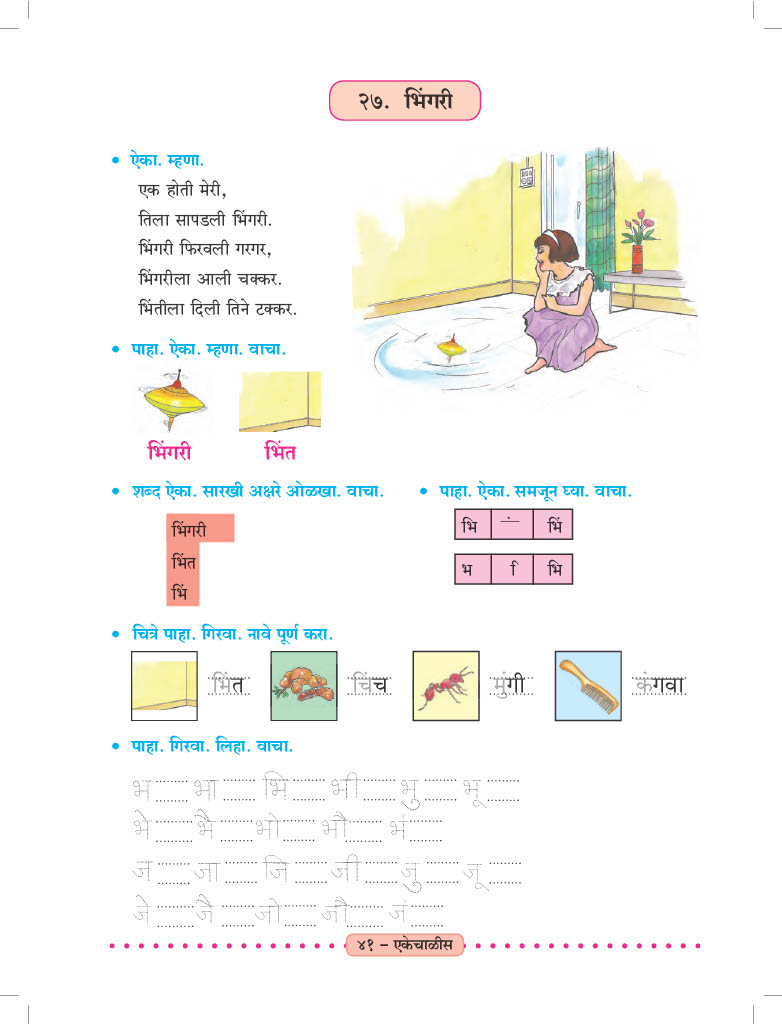 २७. भिंगरी
• ऐका. म्हणा.
एक होती मेरी,
तिला सापडली भिंगरी.
भिंगरी फिरवली गरगर,
भिंगरीला आली चक्कर.
भिंतीला दिली तिने टक्कर.
• पाहा. ऐका. म्हणा. वाचा.
भिंगरी भिंत
• शब्द ऐका. सारखी अक्षरे ओळखा. वाचा.
भिंगरी
भिंत
भिं
• पाहा. ऐका. समजून घ्या. वाचा.
भि ं भिं
भ ि भि
• चित्रे पाहा. गिरवा. नावे पूर्ण करा.
भिंत चिंच मुंगी कंगवा
• पाहा. गिरवा. लिहा. वाचा.
भ भा भि भी भु भू
भे भै भो भौ भं
ज जा जि जी जु जू
जे जै जो जौ जं
४१ – एकेचाळीस